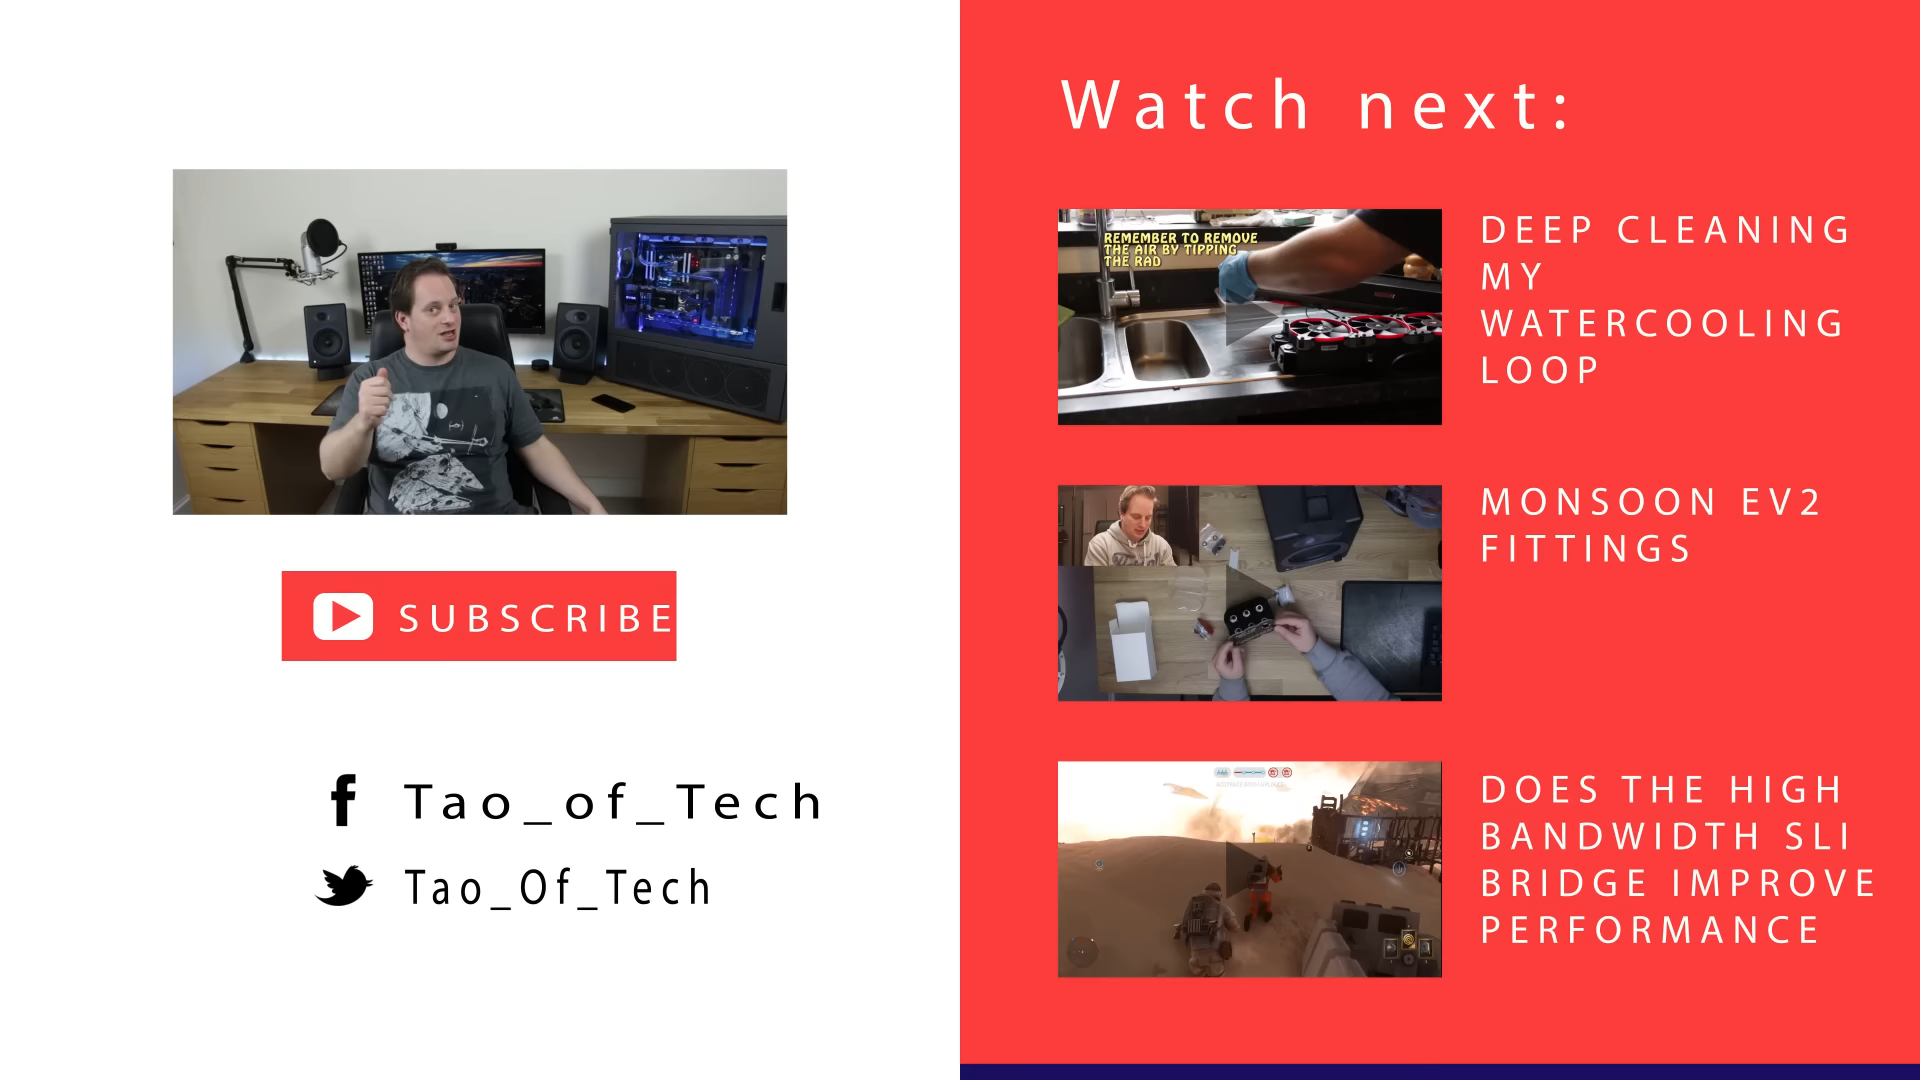 SUBSCRIBE
Tao_of_Tech
Tao_Of_Tech
Watch next:
REMEMBER TO REMOVE
THE AIR BY TIPPING
THE RAD
DEEP CLEANING
MY
WATERCOOLING
LOOP
MONSOON EV2
FITTINGS
DOES THE HIGH
BANDWIDTH SLI
BRIDGE IMPROVE
PERFORMANCE